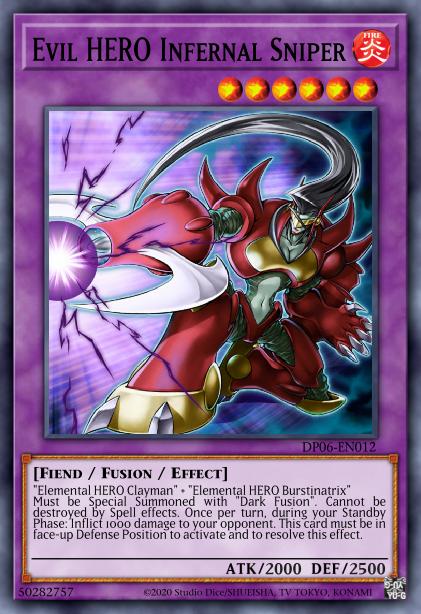 EVIL HERO INFERNAL SNIPER
FIRE
炎
DP06-EN012
[FIEND / FUSION / EFFECT]
"Elemental HERO Clayman" + "Elemental HERO Burstinatrix"
Must be Special Summoned with "Dark Fusion". Cannot be
destroyed by Spell effects. Once per turn, during your Standby
Phase: Inflict 1000 damage to your opponent. This card must be in
face-up Defense Position to activate and to resolve this effect.
ATK/2000 DEF/2500
50282757
©2020 Studio Dice/SHUEISHA, TV TOKYO, KONAMI